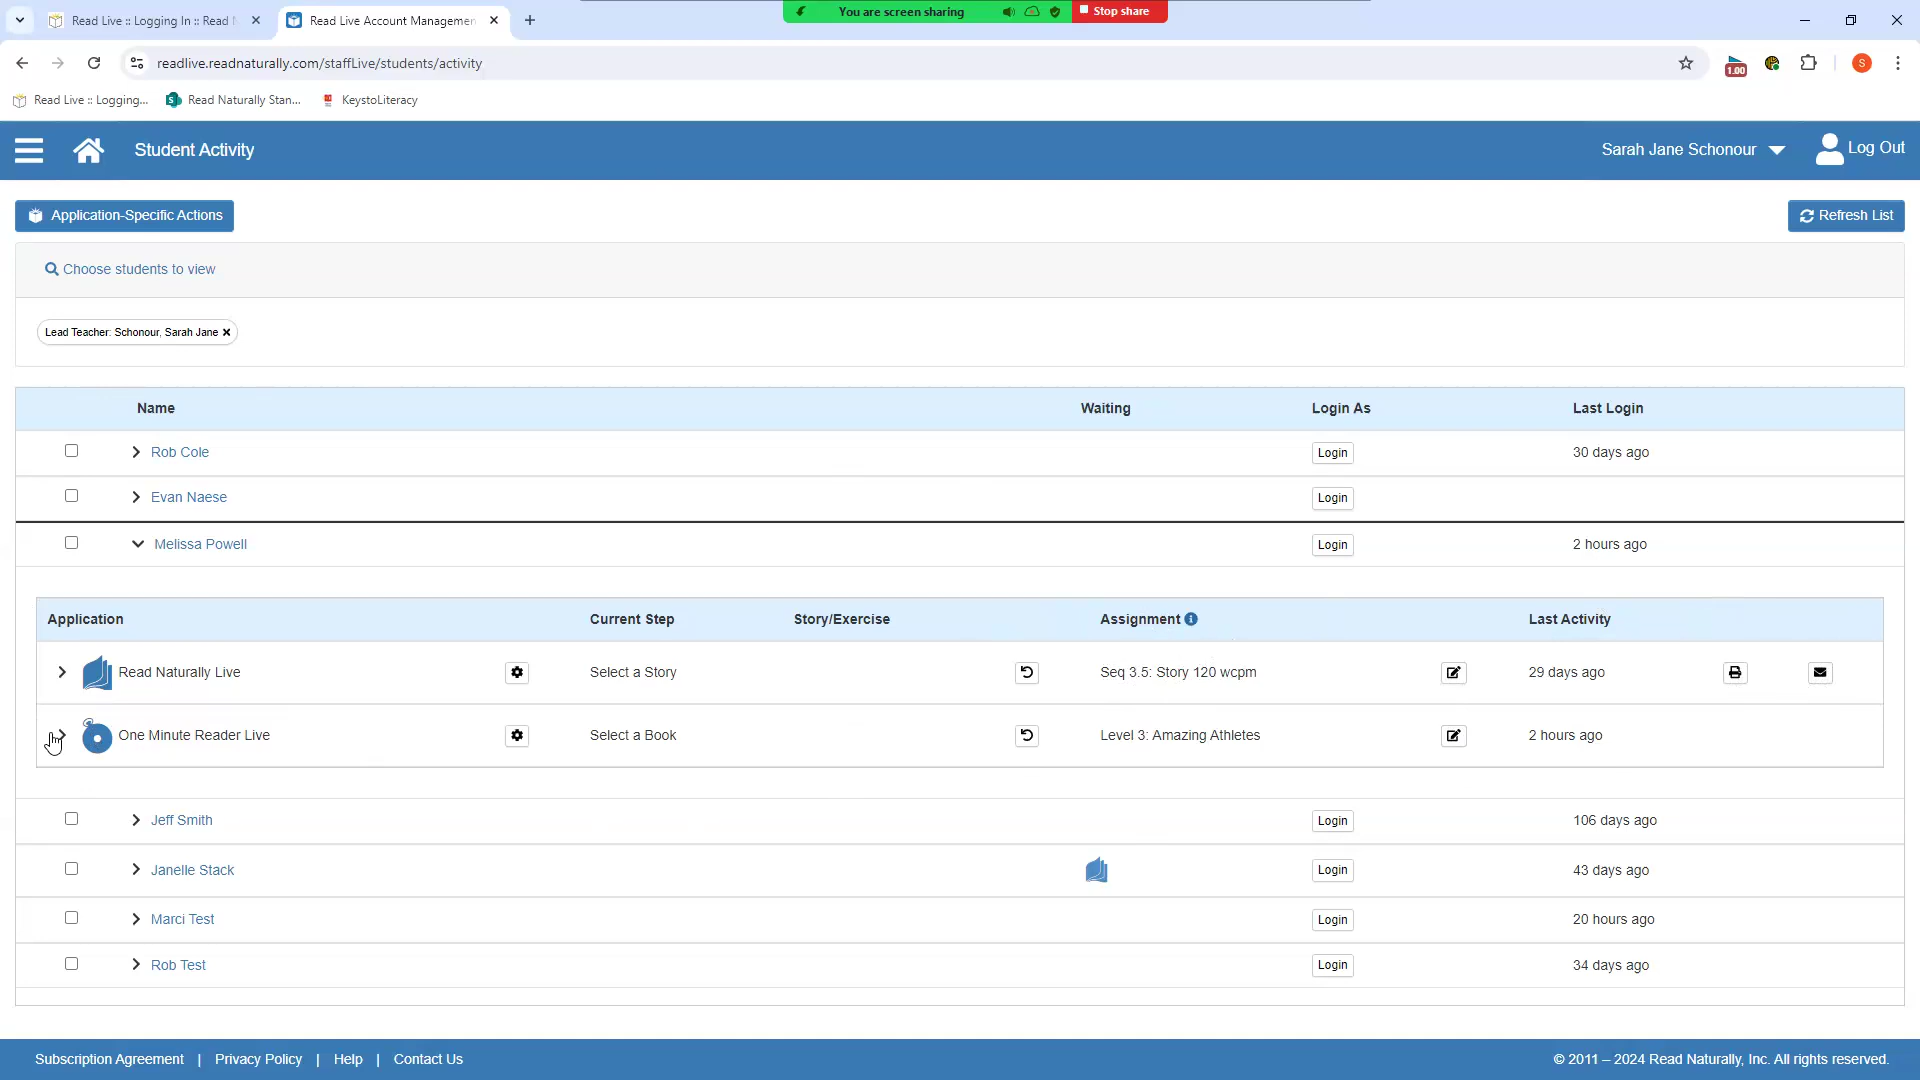 Read Live :: Logging In :: Read
Read Live Account Managemen
You are screen sharing
Stop share
readlive.readnaturally.com/staffLive/students/activity
1.00
S
Read Live :: Logging...
Read Naturally Stan...
KeystoLiteracy
Student Activity
Sarah Jane Schonour
Log Out
Application-Specific Actions
Refresh List
Choose students to view
Lead Teacher: Schonour, Sarah Jane
Name Waiting Login As Last Login
Rob Cole Login 30 days ago
Evan Naese Login
Melissa Powell Login 2 hours ago
Application Current Step Story/Exercise Assignment Last Activity
Read Naturally Live Select a Story Seq 3.5: Story 120 wcpm 29 days ago
One Minute Reader Live Select a Book Level 3: Amazing Athletes 2 hours ago
Jeff Smith Login 106 days ago
Janelle Stack Login 43 days ago
Marci Test Login 20 hours ago
Rob Test Login 34 days ago
Subscription Agreement | Privacy Policy | Help | Contact Us
© 2011 – 2024 Read Naturally, Inc. All rights reserved.